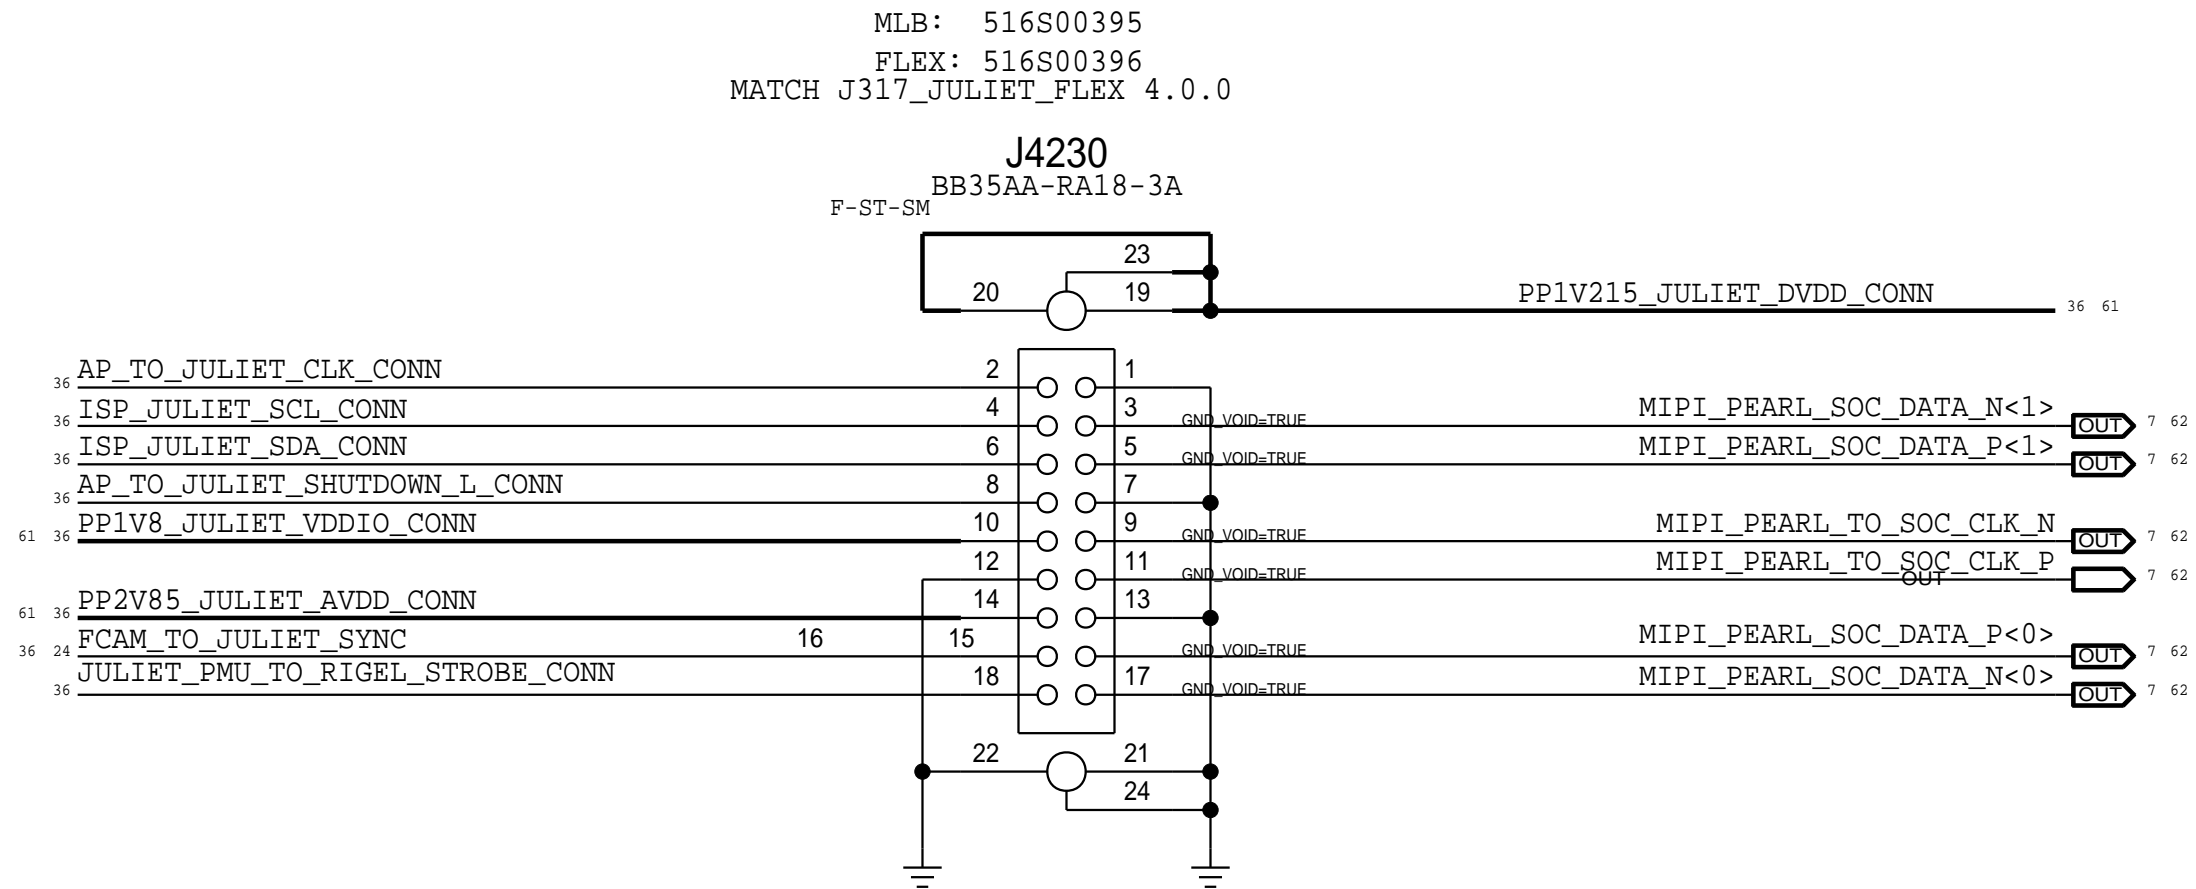 MLB: 516S00395
FLEX: 516S00396
MATCH J317_JULIET_FLEX 4.0.0
J4230
BB35AA-RA18-3A
F-ST-SM
23
20 19 PP1V215_JULIET_DVDD_CONN 36 61
36 AP_TO_JULIET_CLK_CONN 2 1
36 ISP_JULIET_SCL_CONN 4 3 GND_VOID=TRUE MIPI_PEARL_SOC_DATA_N<1> OUT 7 62
36 ISP_JULIET_SDA_CONN 6 5 GND_VOID=TRUE MIPI_PEARL_SOC_DATA_P<1> OUT 7 62
36 AP_TO_JULIET_SHUTDOWN_L_CONN 8 7
61 36 PP1V8_JULIET_VDDIO_CONN 10 9 GND_VOID=TRUE MIPI_PEARL_TO_SOC_CLK_N OUT 7 62
12 11 GND_VOID=TRUE MIPI_PEARL_TO_SOC_CLK_P OUT 7 62
61 36 PP2V85_JULIET_AVDD_CONN 14 13
36 24 FCAM_TO_JULIET_SYNC 16 15 GND_VOID=TRUE MIPI_PEARL_SOC_DATA_P<0> OUT 7 62
36 JULIET_PMU_TO_RIGEL_STROBE_CONN 18 17 GND_VOID=TRUE MIPI_PEARL_SOC_DATA_N<0> OUT 7 62
22 21
24